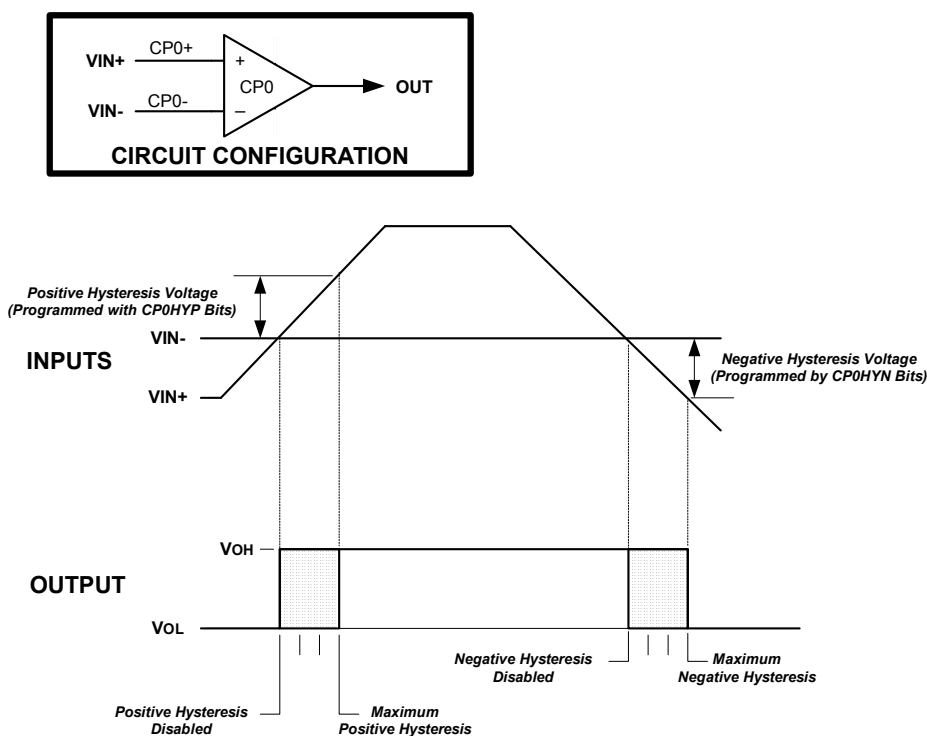 VIN+
CP0+
+
CP0
OUT
VIN-
CP0-
–
CIRCUIT CONFIGURATION
Positive Hysteresis Voltage
(Programmed with CP0HYP Bits)
VIN-
INPUTS
Negative Hysteresis Voltage
(Programmed by CP0HYN Bits)
VIN+
VOH
OUTPUT
VOL
Negative Hysteresis
Disabled
Maximum
Negative Hysteresis
Positive Hysteresis
Disabled
Maximum
Positive Hysteresis